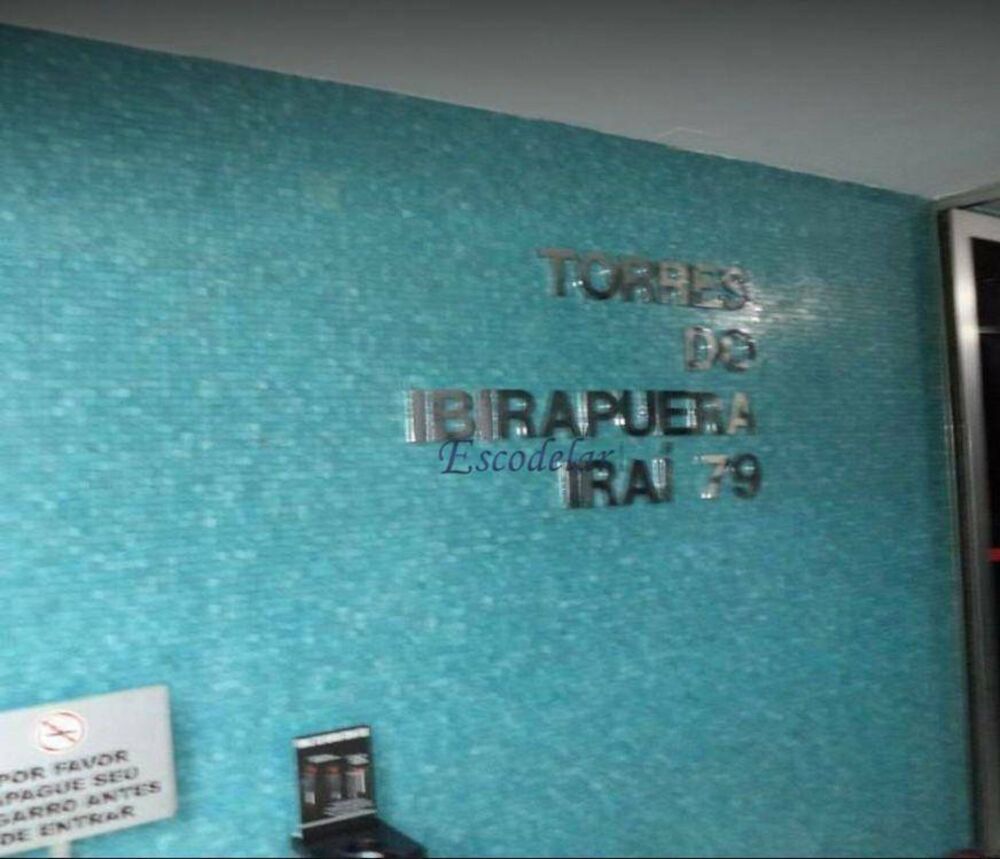 TORRES
DO
IBIRAPUERA
Escodelar
IRAÍ 79
POR FAVOR
APAGUE SEU
GARRO ANTES
DE ENTRAR